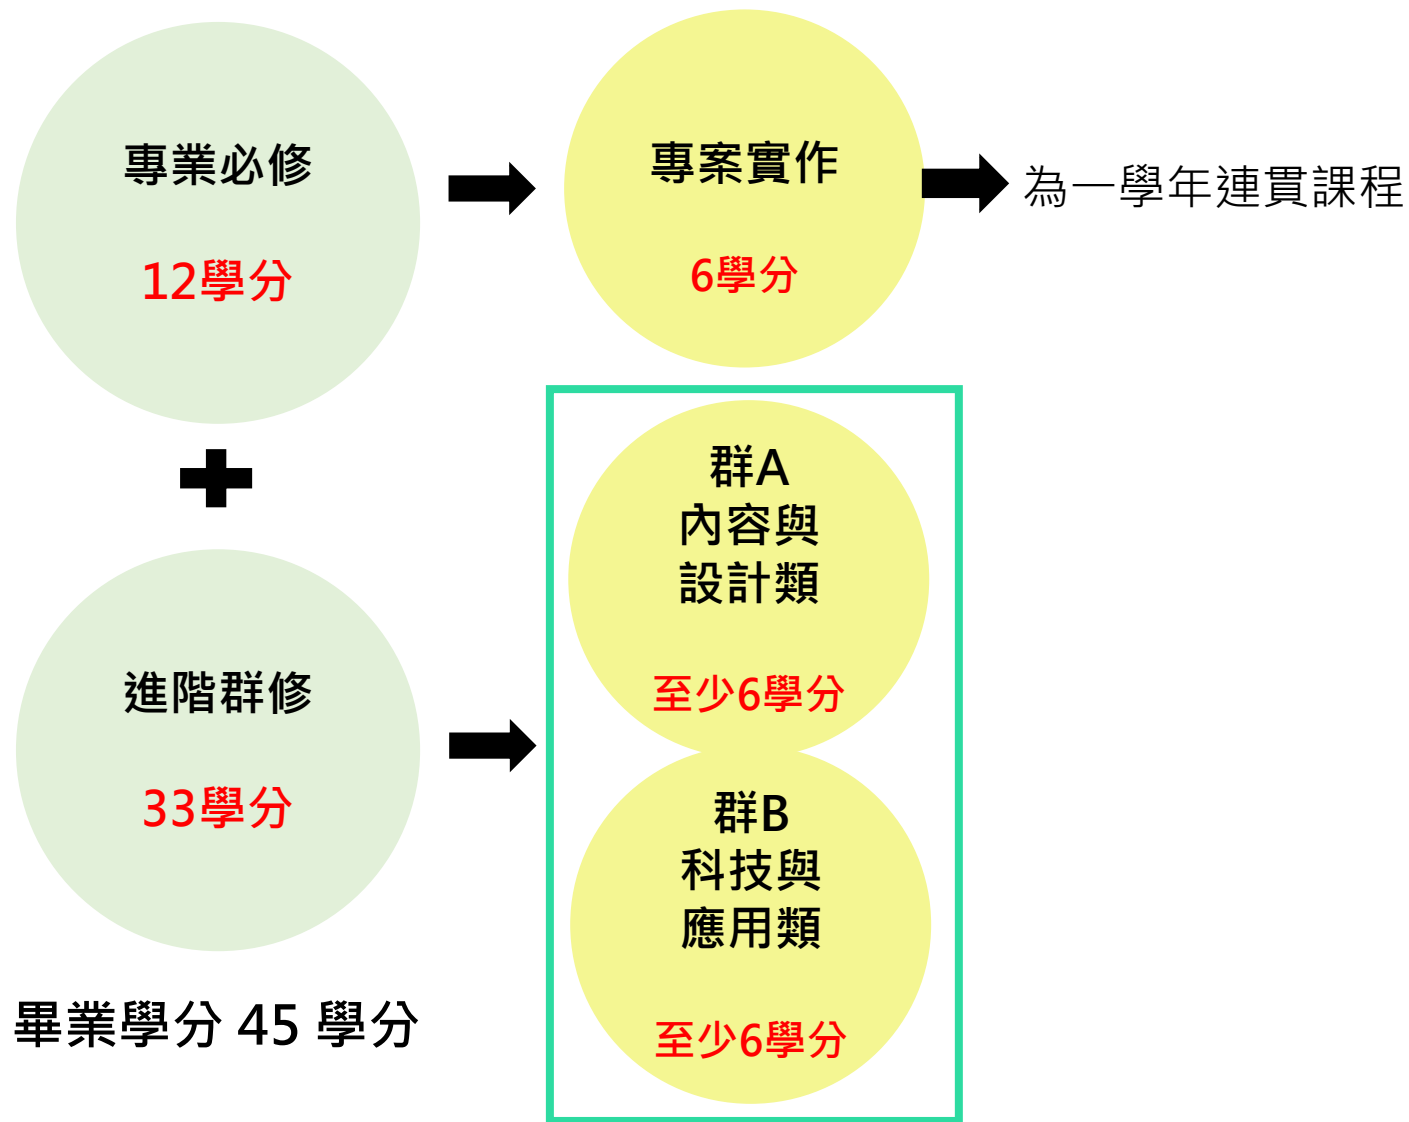 專業必修
12學分
專案實作
6學分
為一學年連貫課程
進階群修
33學分
群A
內容與
設計類
至少6學分
群B
科技與
應用類
至少6學分
畢業學分 45 學分